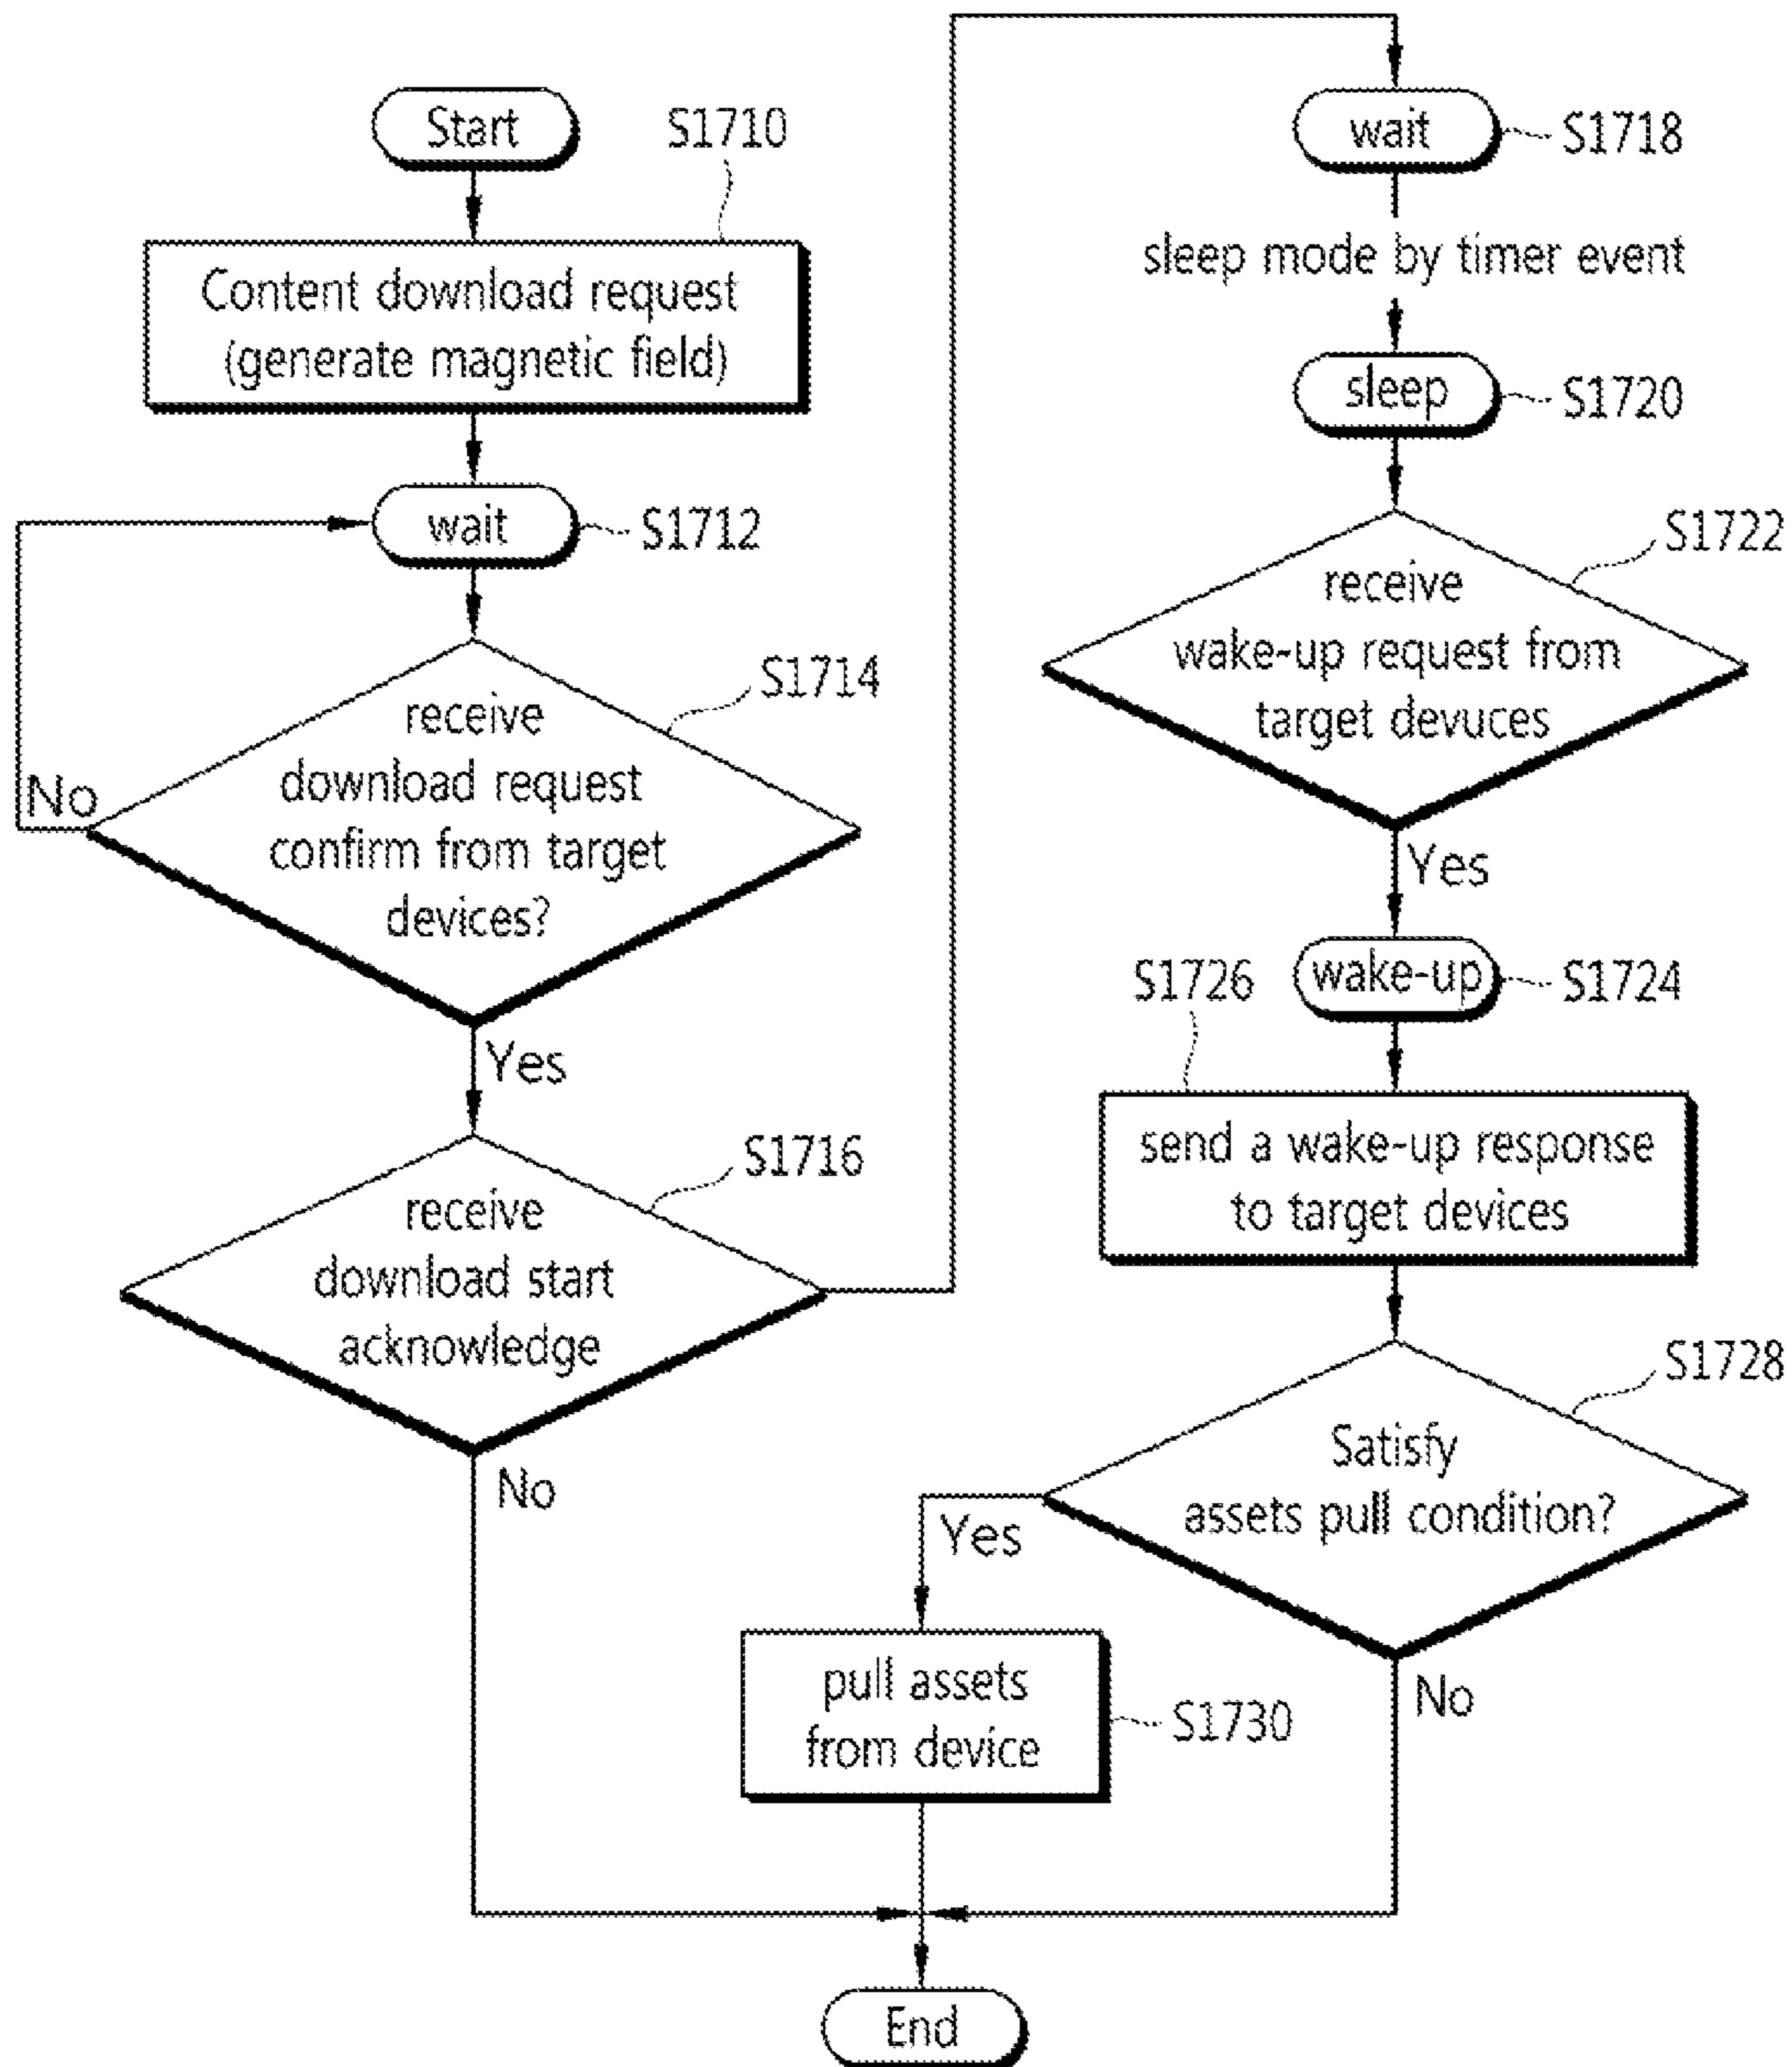 Start
S1710
Content download request
(generate magnetic field)
wait
S1712
S1714
receive
download request
confirm from target
devices?
No
Yes
S1716
receive
download start
acknowledge
No
wait
S1718
sleep mode by timer event
sleep
S1720
S1722
receive
wake-up request from
target devuces
Yes
wake-up
S1724
S1726
send a wake-up response
to target devices
S1728
Satisfy
assets pull condition?
Yes
No
pull assets
from device
S1730
End